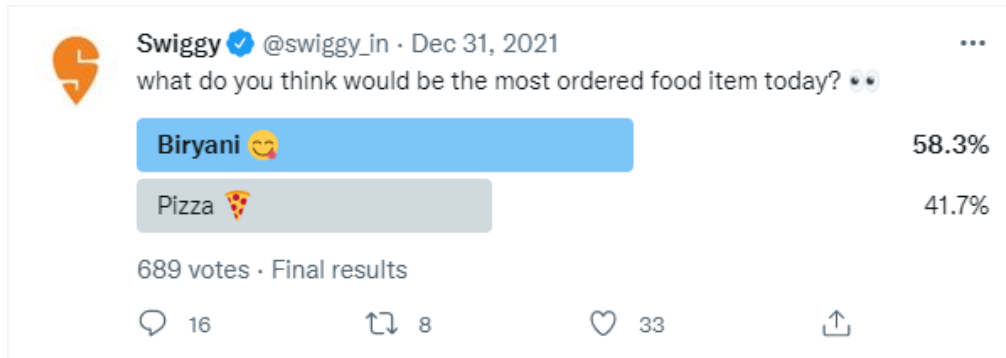 Swiggy @swiggy_in · Dec 31, 2021
what do you think would be the most ordered food item today? 👀
Biryani 😋 58.3%
Pizza 🍕 41.7%
689 votes · Final results
16 8 33